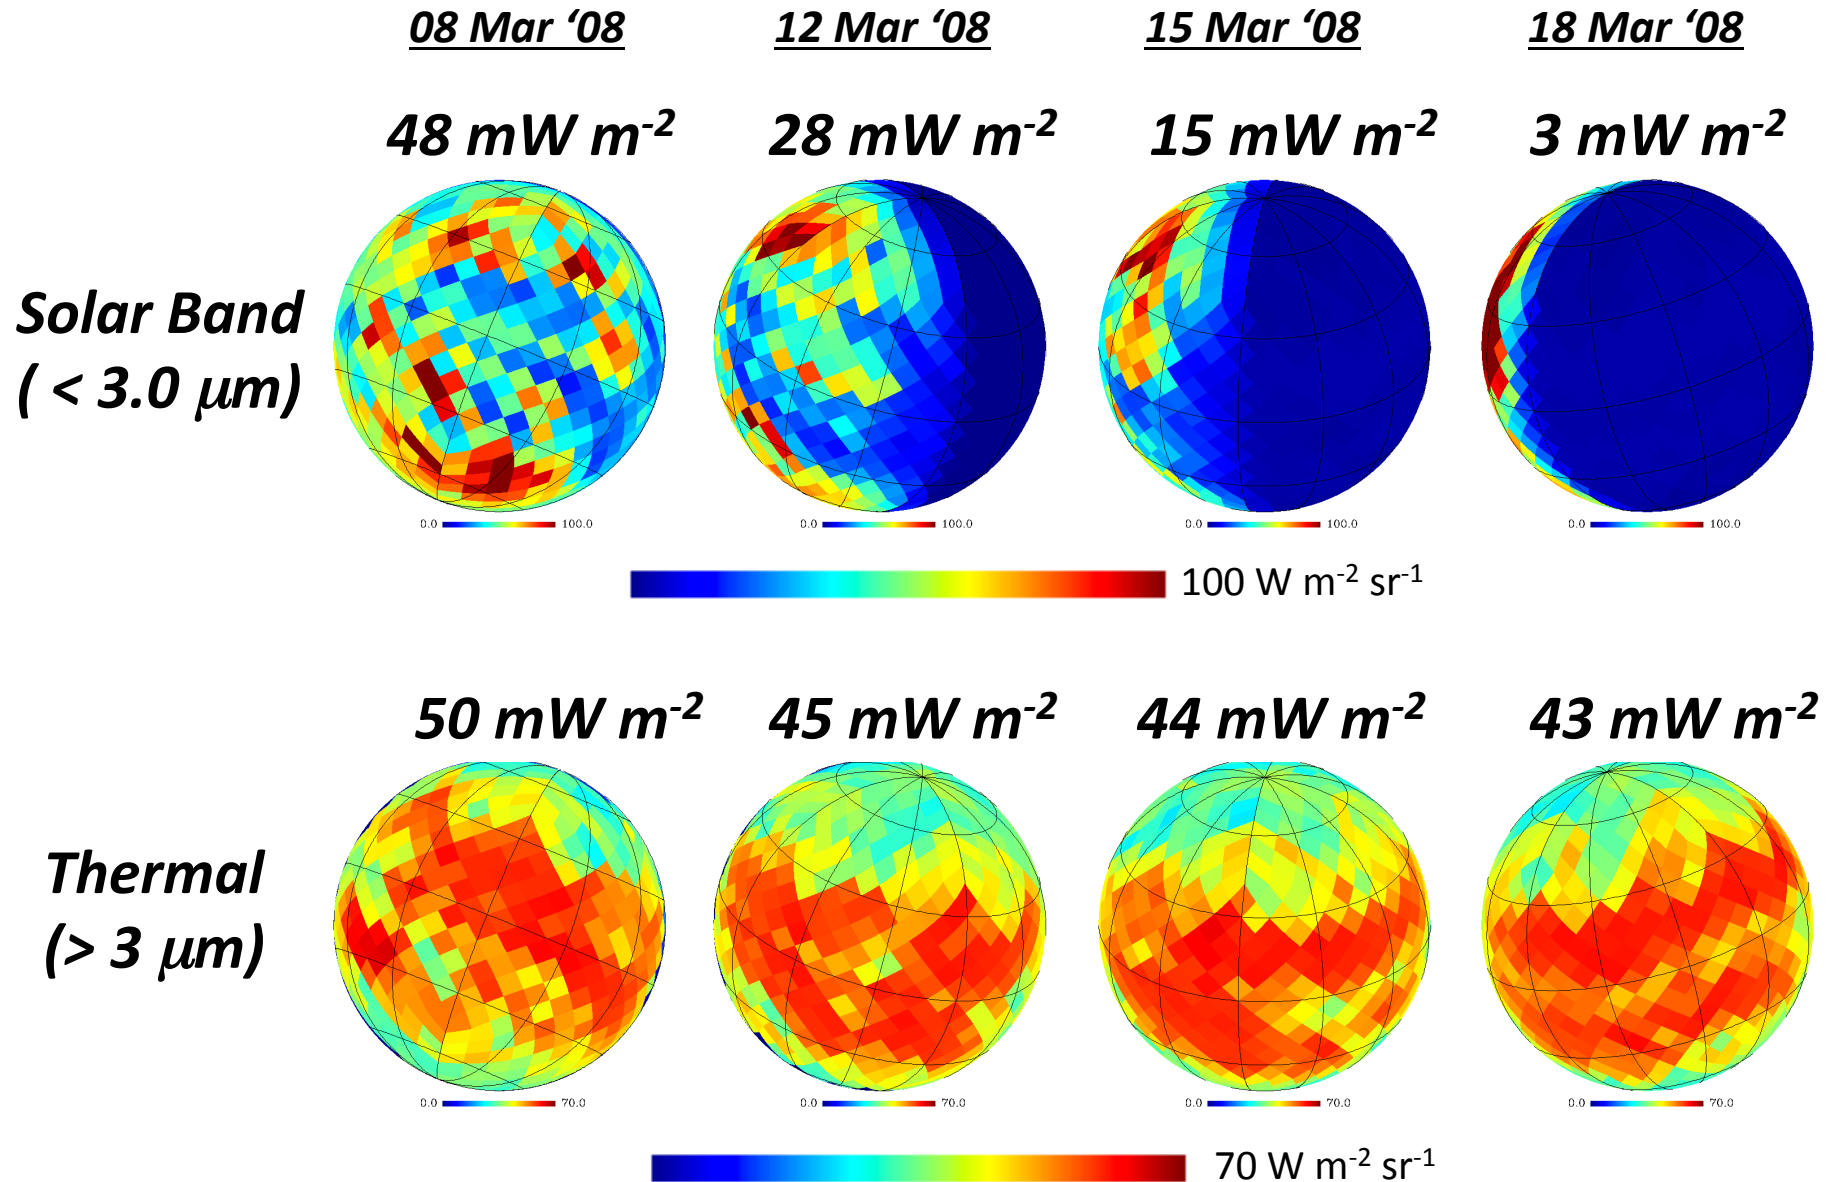 08 Mar ‘08 12 Mar ‘08 15 Mar ‘08 18 Mar ‘08
48 mW m-2 28 mW m-2 15 mW m-2 3 mW m-2
Solar Band
( < 3.0 μm)
0.0 100.0 0.0 100.0 0.0 100.0 0.0 100.0
100 W m-2 sr-1
50 mW m-2 45 mW m-2 44 mW m-2 43 mW m-2
Thermal
(> 3 μm)
0.0 70.0 0.0 70.0 0.0 70.0 0.0 70.0
70 W m-2 sr-1